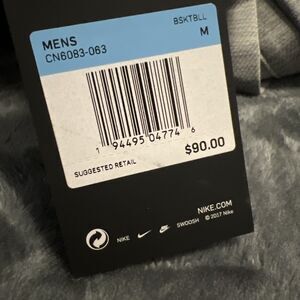 BSKTBLL
MENS M
CN6083-063
1 94495 04774 6
SUGGESTED RETAIL $90.00
NIKE.COM
NIKE SWOOSH © 2017 Nike